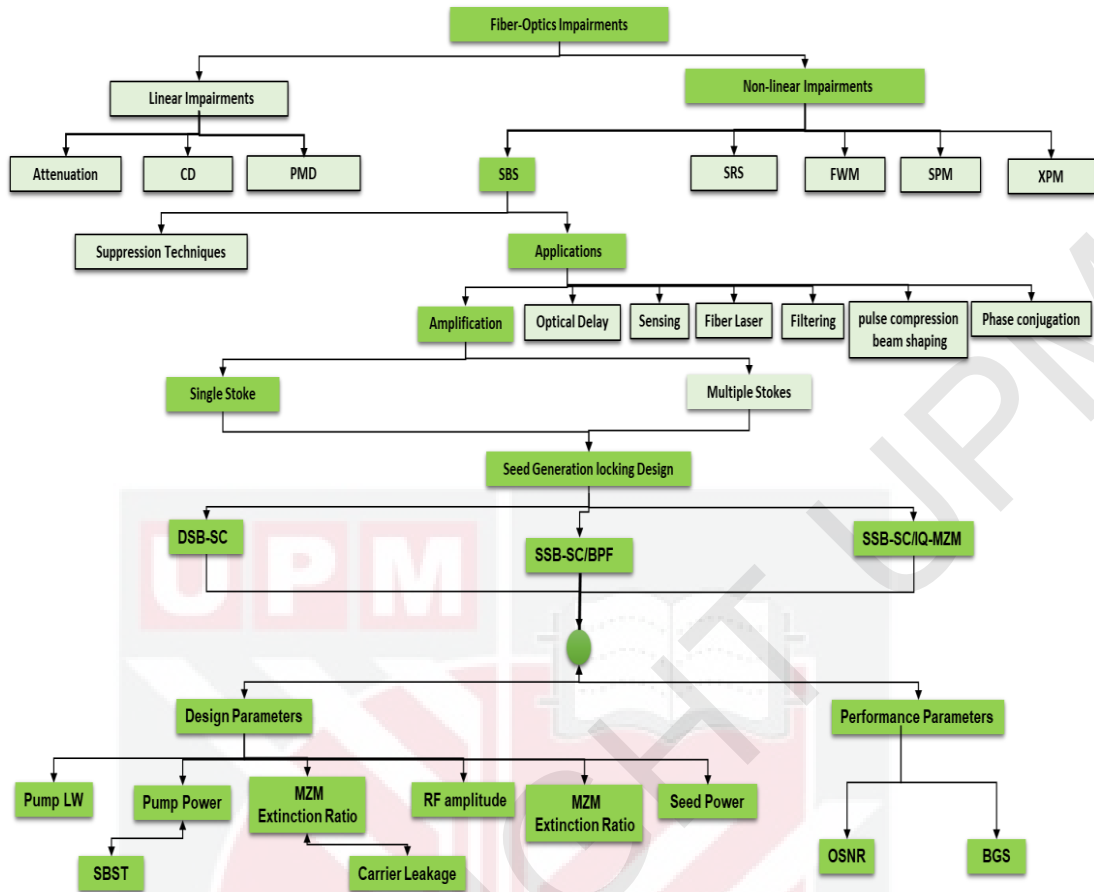 Fiber-Optics Impairments
Linear Impairments
Non-linear Impairments
Attenuation
CD
PMD
SBS
SRS
FWM
SPM
XPM
Suppression Techniques
Applications
Amplification
Optical Delay
Sensing
Fiber Laser
Filtering
pulse compression
beam shaping
Phase conjugation
Single Stoke
Multiple Stokes
Seed Generation locking Design
DSB-SC
SSB-SC/BPF
SSB-SC/IQ-MZM
UPM
Design Parameters
Performance Parameters
Pump LW
Pump Power
MZM
Extinction Ratio
RF amplitude
MZM
Extinction Ratio
Seed Power
SBST
Carrier Leakage
OSNR
BGS
GHT UPM